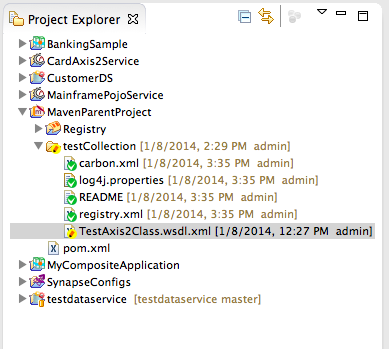 Project Explorer
BankingSample
CardAxis2Service
CustomerDS
MainframePojoService
MavenParentProject
Registry
testCollection [1/8/2014, 2:29 PM admin]
carbon.xml [1/8/2014, 3:35 PM admin]
log4j.properties [1/8/2014, 3:35 PM admin]
README [1/8/2014, 3:35 PM admin]
registry.xml [1/8/2014, 3:35 PM admin]
TestAxis2Class.wsdl.xml [1/8/2014, 12:27 PM admin]
pom.xml
MyCompositeApplication
SynapseConfigs
testdataservice [testdataservice master]